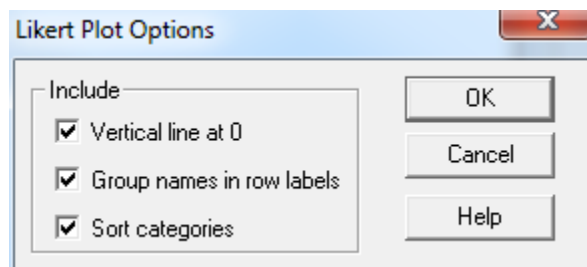 Likert Plot Options
Include
Vertical line at 0
Group names in row labels
Sort categories
OK
Cancel
Help